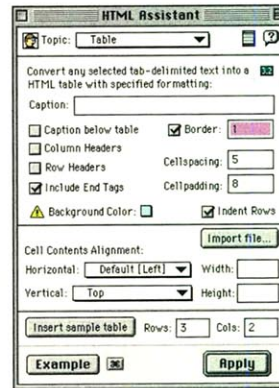 HTML Assistant
Topic: Table
Convert any selected tab-delimited text into a 3.2
HTML table with specified formatting:
Caption:
Caption below table Border: 1
Column Headers
Row Headers Cellspacing: 5
Include End Tags Cellpadding: 8
Background Color: Indent Rows
Import file...
Cell Contents Alignment:
Horizontal: Default [Left] Width:
Vertical: Top Height:
Insert sample table Rows: 3 Cols: 2
Example Apply